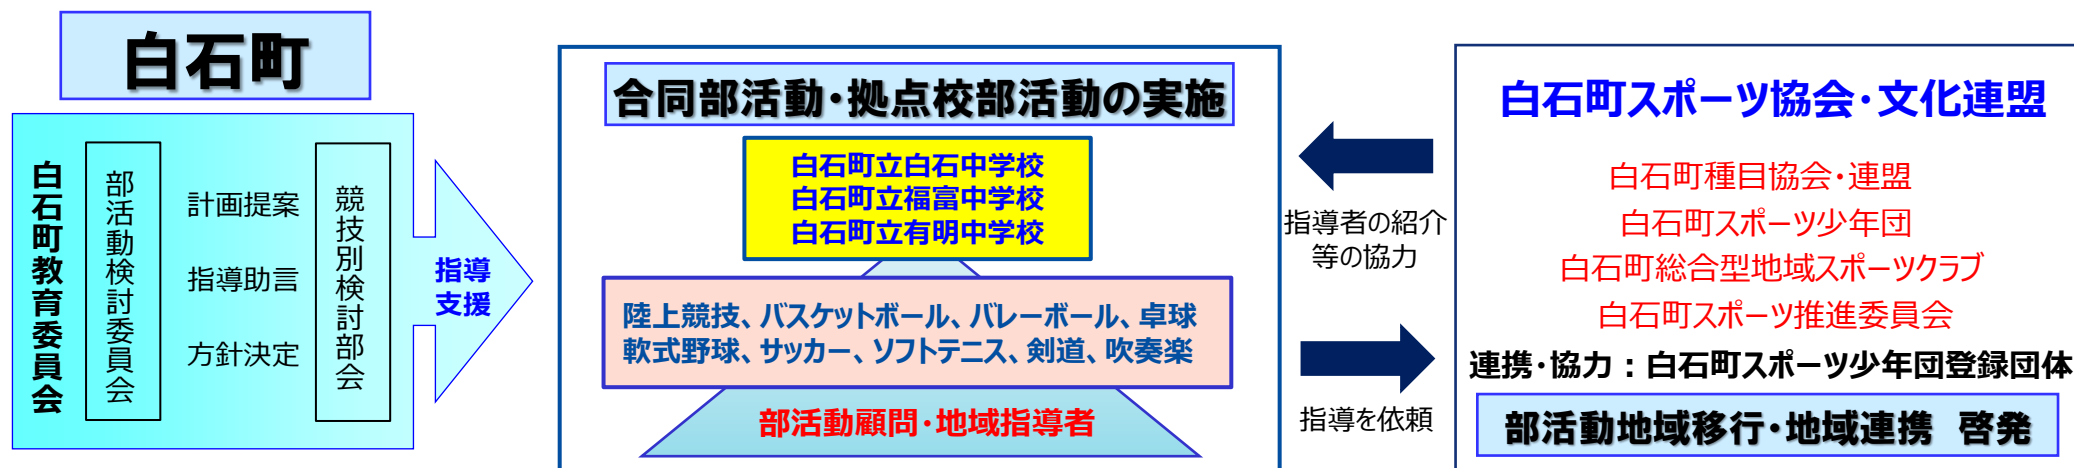 白石町
白石町教育委員会
部活動検討委員会
計画提案
指導助言
方針決定
競技別検討部会
指導
支援
合同部活動・拠点校部活動の実施
白石町立白石中学校
白石町立福富中学校
白石町立有明中学校
陸上競技、バスケットボール、バレーボール、卓球
軟式野球、サッカー、ソフトテニス、剣道、吹奏楽
部活動顧問・地域指導者
指導者の紹介
等の協力
指導を依頼
白石町スポーツ協会・文化連盟
白石町種目協会・連盟
白石町スポーツ少年団
白石町総合型地域スポーツクラブ
白石町スポーツ推進委員会
連携・協力：白石町スポーツ少年団登録団体
部活動地域移行・地域連携　啓発